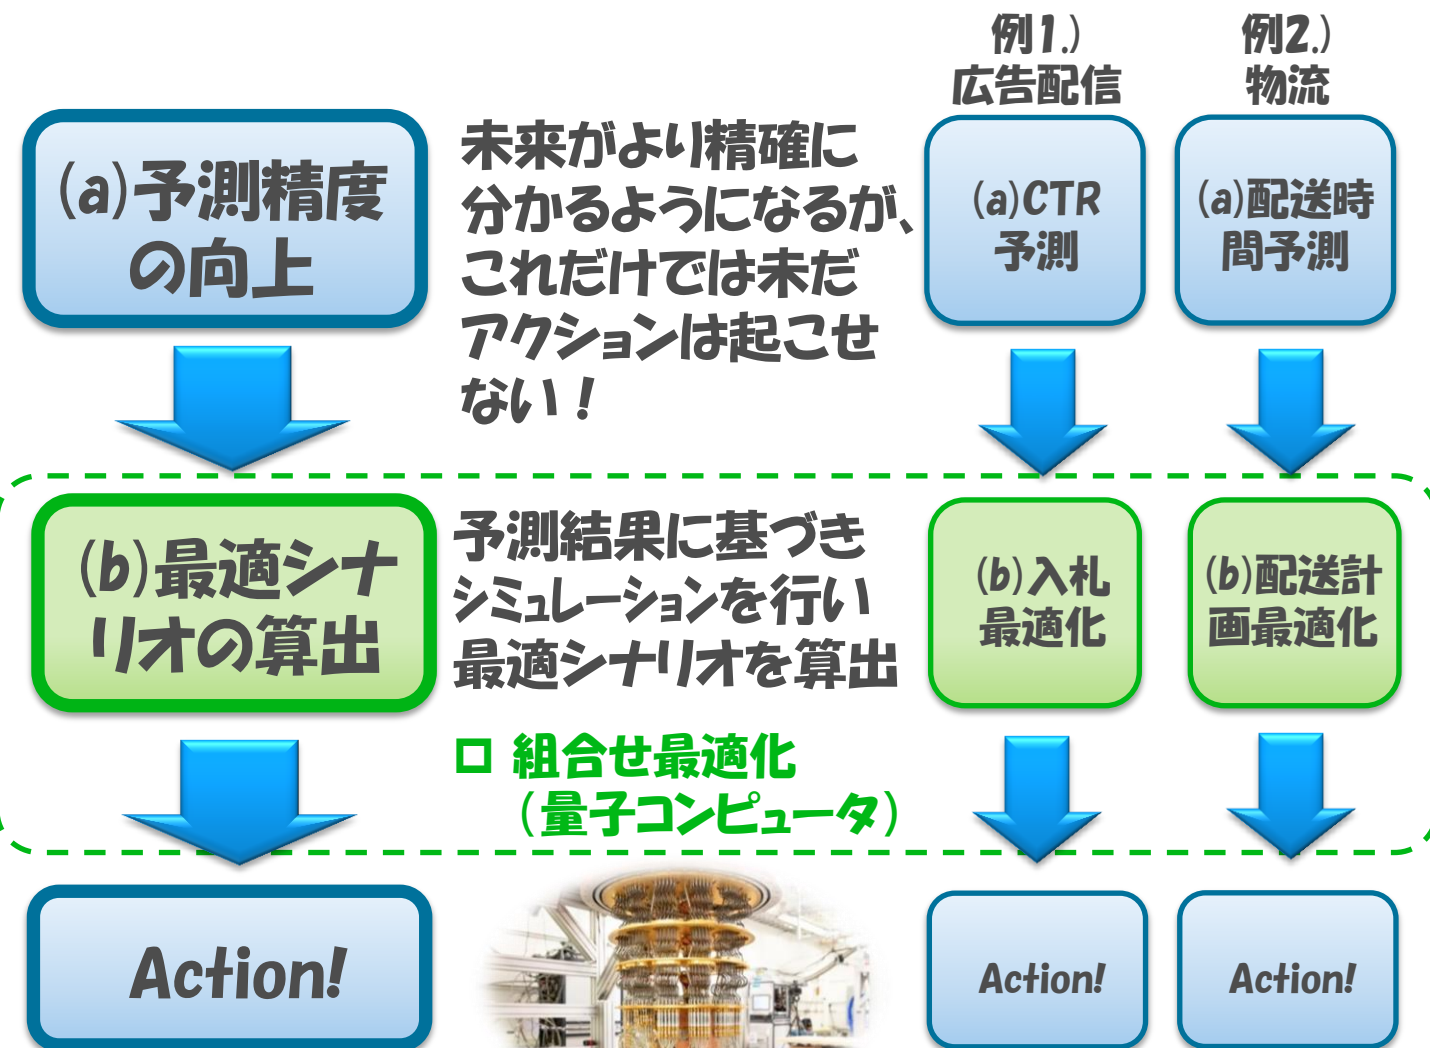 例1.)
広告配信
例2.)
物流
(a)予測精度
の向上
未来がより精確に
分かるようになるが、
これだけでは未だ
アクションは起こせ
ない！
(a)CTR
予測
(a)配送時
間予測
(b)最適シナ
リオの算出
予測結果に基づき
シミュレーションを行い
最適シナリオを算出
(b)入札
最適化
(b)配送計
画最適化
□ 組合せ最適化
（量子コンピュータ）
Action!
Action!
Action!